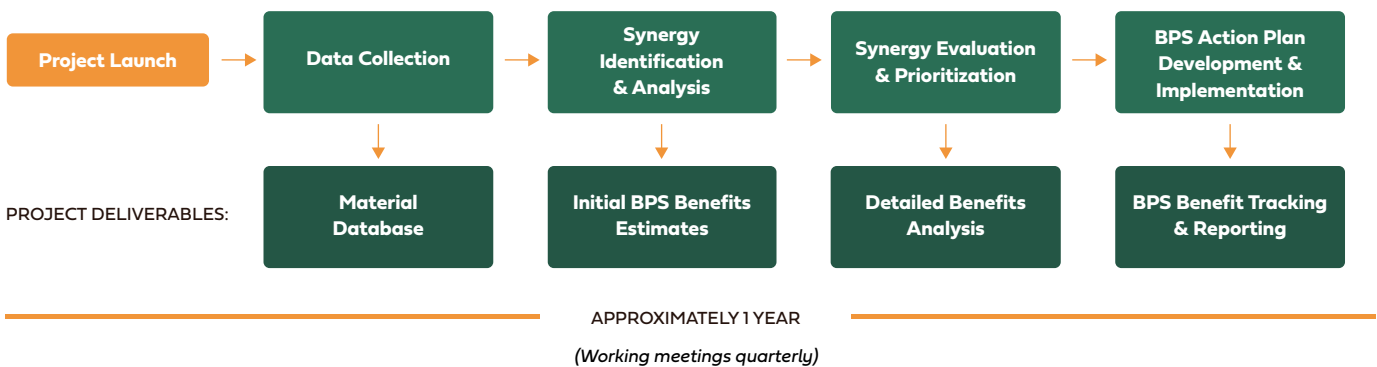 Project Launch
Data Collection
Synergy
Identification
& Analysis
Synergy Evaluation
& Prioritization
BPS Action Plan
Development &
Implementation
PROJECT DELIVERABLES:
Material
Database
Initial BPS Benefits
Estimates
Detailed Benefits
Analysis
BPS Benefit Tracking
& Reporting
APPROXIMATELY 1 YEAR
(Working meetings quarterly)